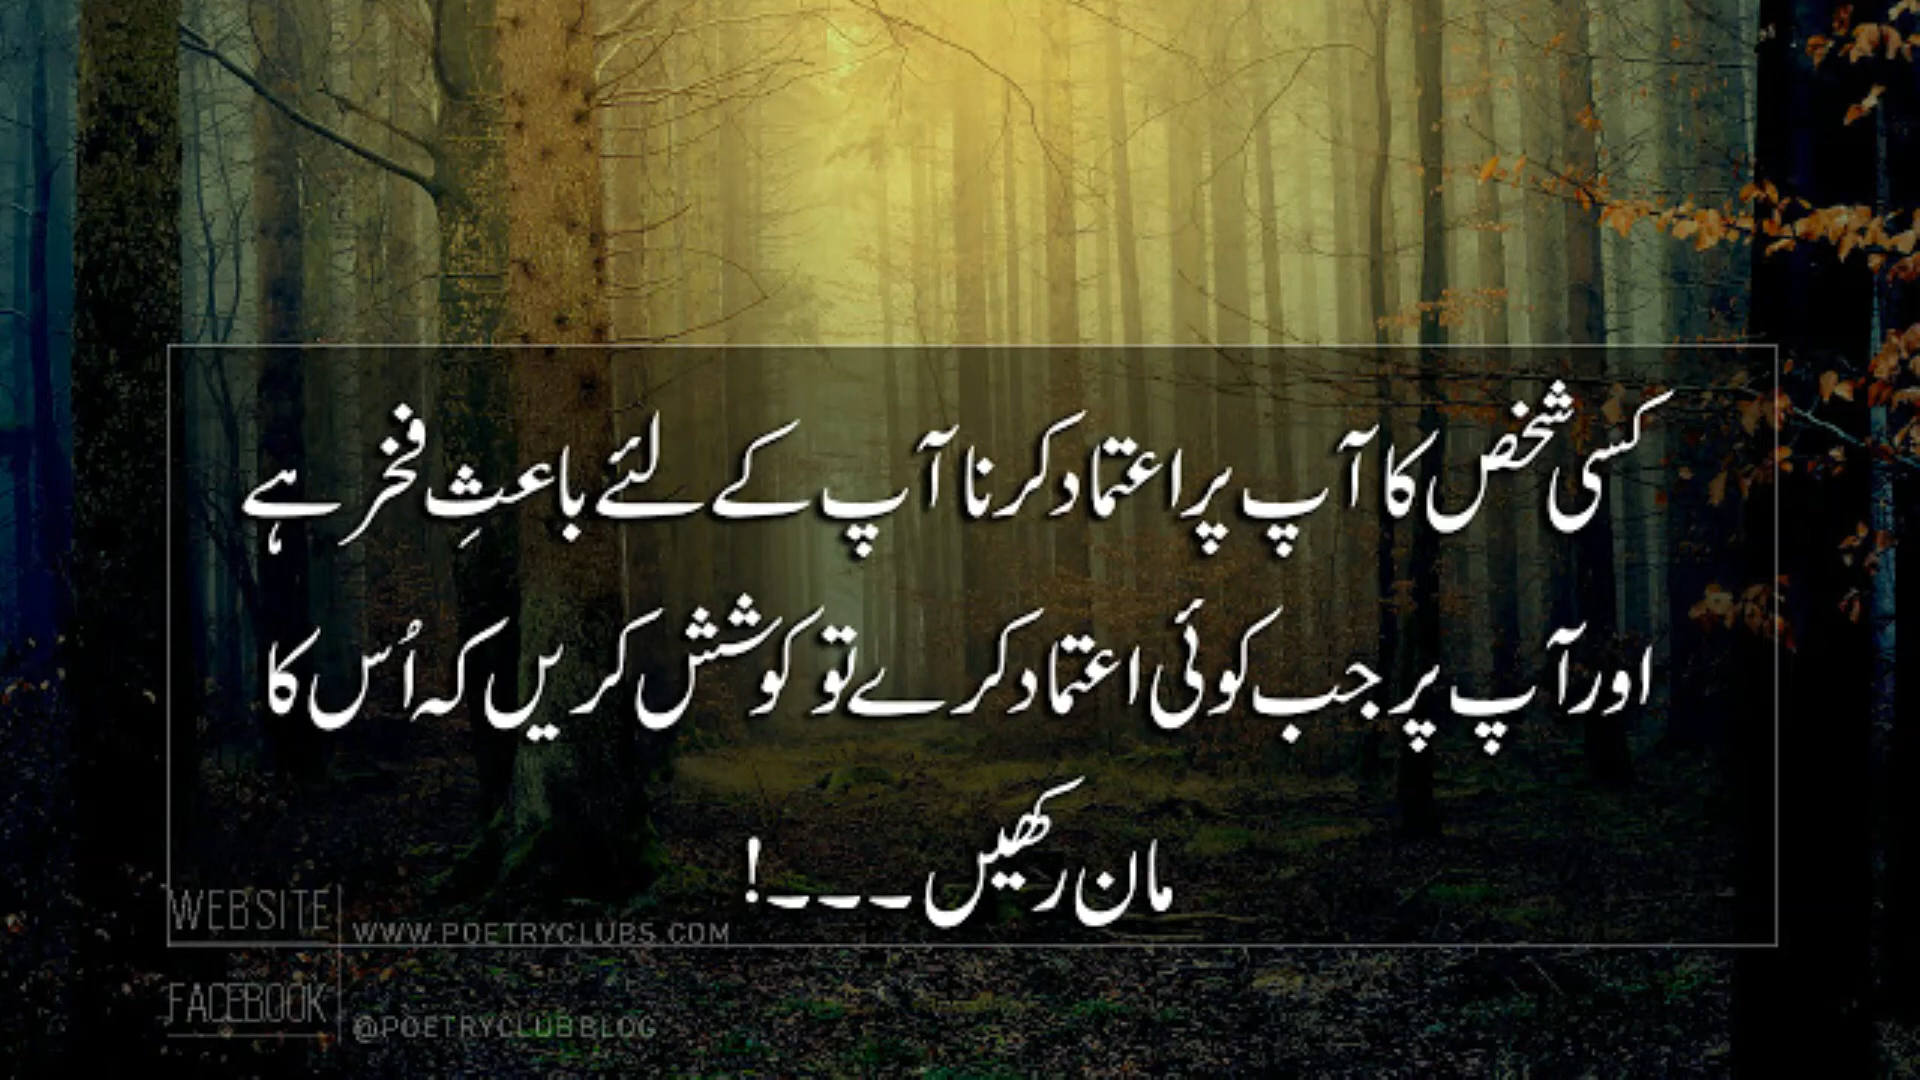 کسی شخص کا آپ پر اعتماد کرنا آپ کے لئے باعثِ فخر ہے
اور آپ پر جب کوئی اعتماد کرے تو کوشش کریں کہ اُس کا
مان رکھیں ۔۔۔!
WEBSITE
WWW.POETRYCLUBS.COM
FACEBOOK
@POETRYCLUBBLOG